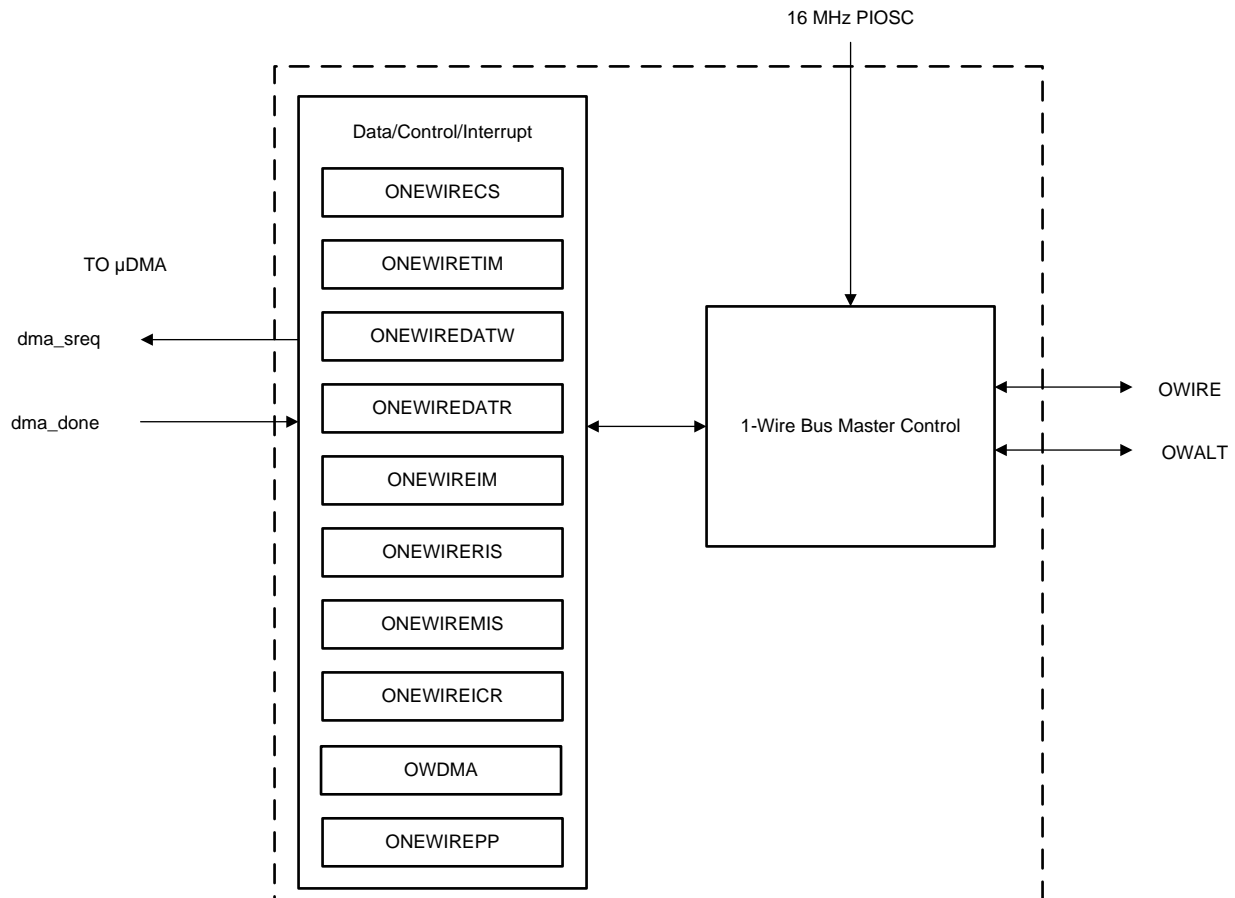 16 MHz PIOSC
Data/Control/Interrupt
ONEWIRECS
ONEWIRETIM
TO µDMA
ONEWIREDATW
dma_sreq
ONEWIREDATR
dma_done
OWIRE
1-Wire Bus Master Control
OWALT
ONEWIREIM
ONEWIRERIS
ONEWIREMIS
ONEWIREICR
OWDMA
ONEWIREPP